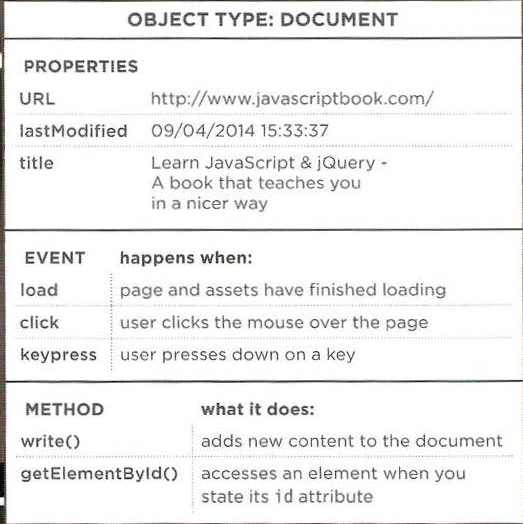 OBJECT TYPE: DOCUMENT
PROPERTIES
URL http://www.javascriptbook.com/
lastModified 09/04/2014 15:33:37
title Learn JavaScript & jQuery -
A book that teaches you
in a nicer way
EVENT happens when:
load page and assets have finished loading
click user clicks the mouse over the page
keypress user presses down on a key
METHOD what it does:
write() adds new content to the document
getElementById() accesses an element when you
state its id attribute